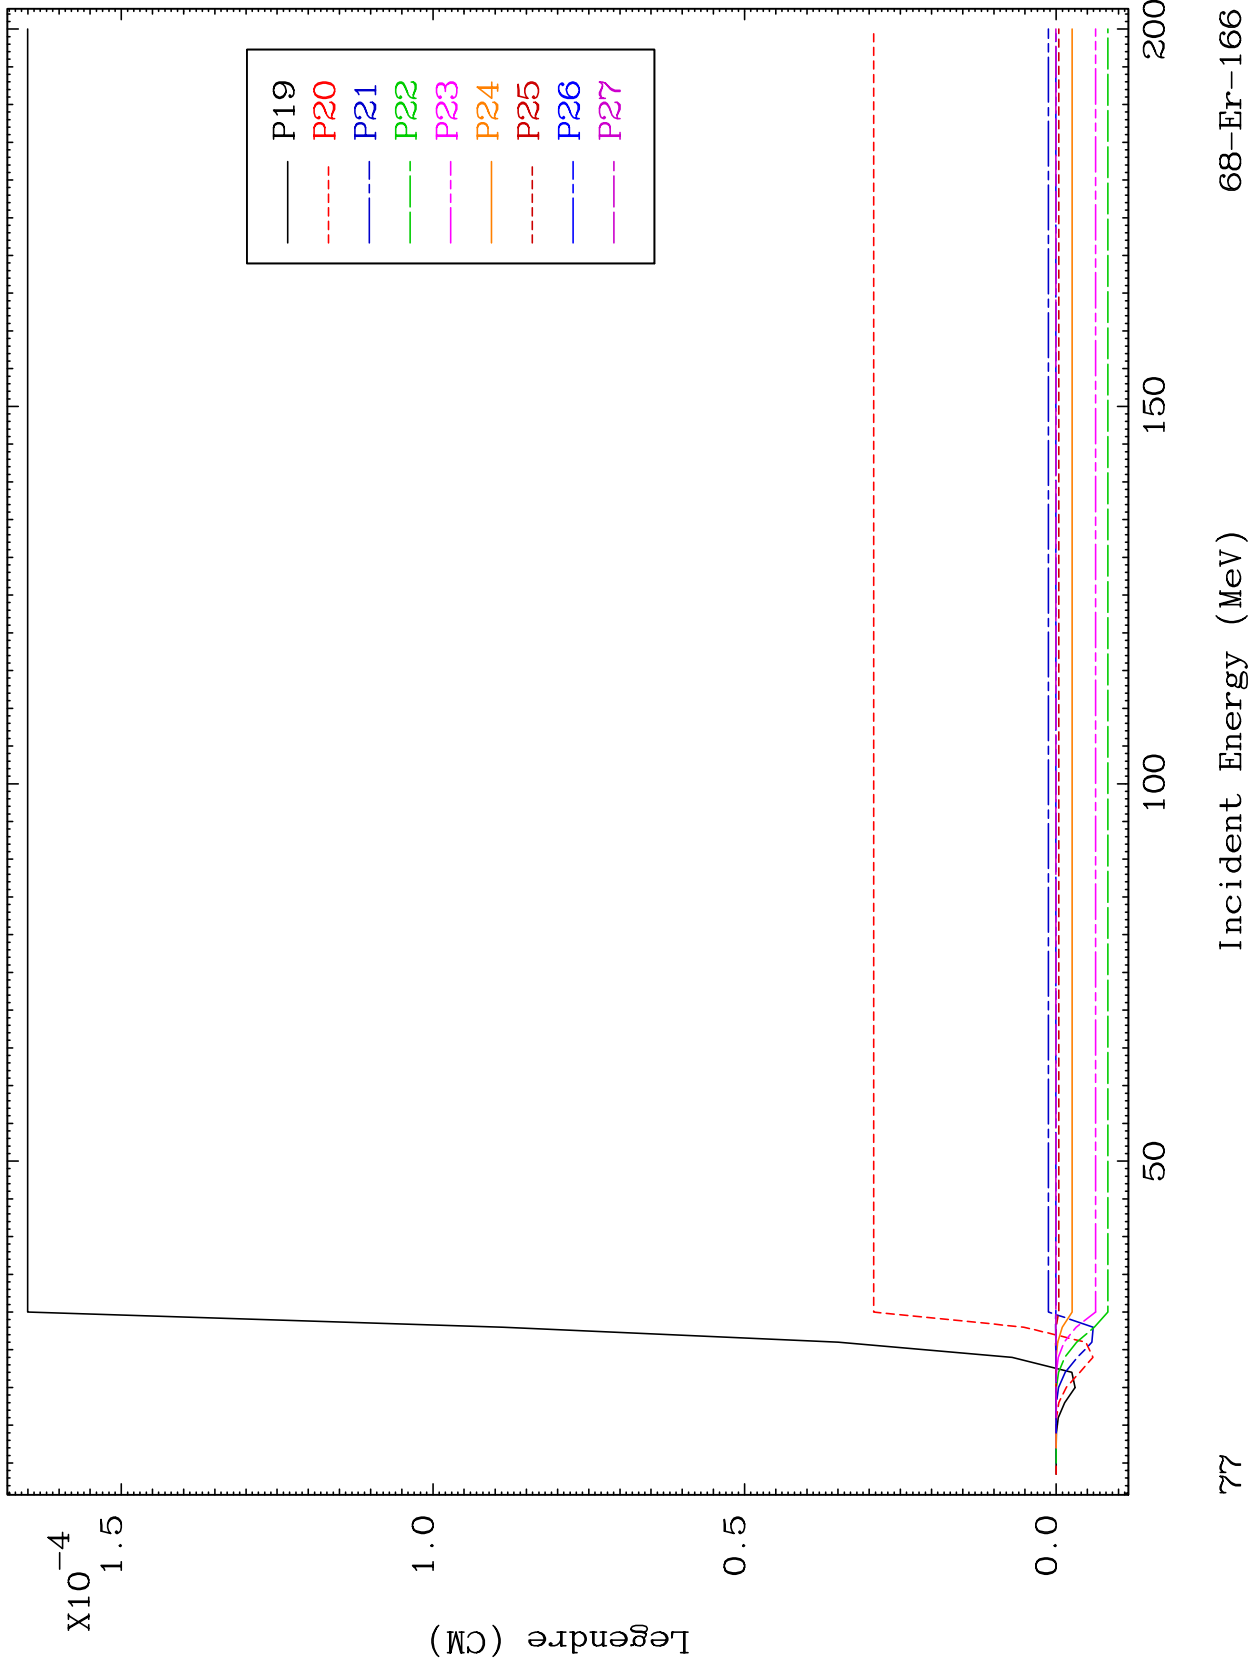 X10-4
1.5
1.0
0.5
0.0
Legendre (CM)
P19
P20
P21
P22
P23
P24
P25
P26
P27
50
100
150
200
77
Incident Energy (MeV)
68-Er-166